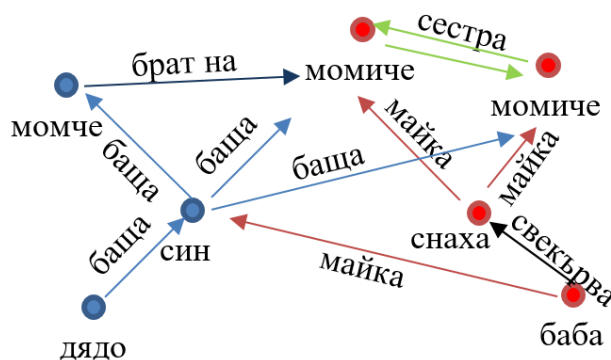 сестра
брат на
момиче
момиче
момче
баща
баща
баща
майка
майка
баща
син
снаха
свекърва
майка
баба
дядо